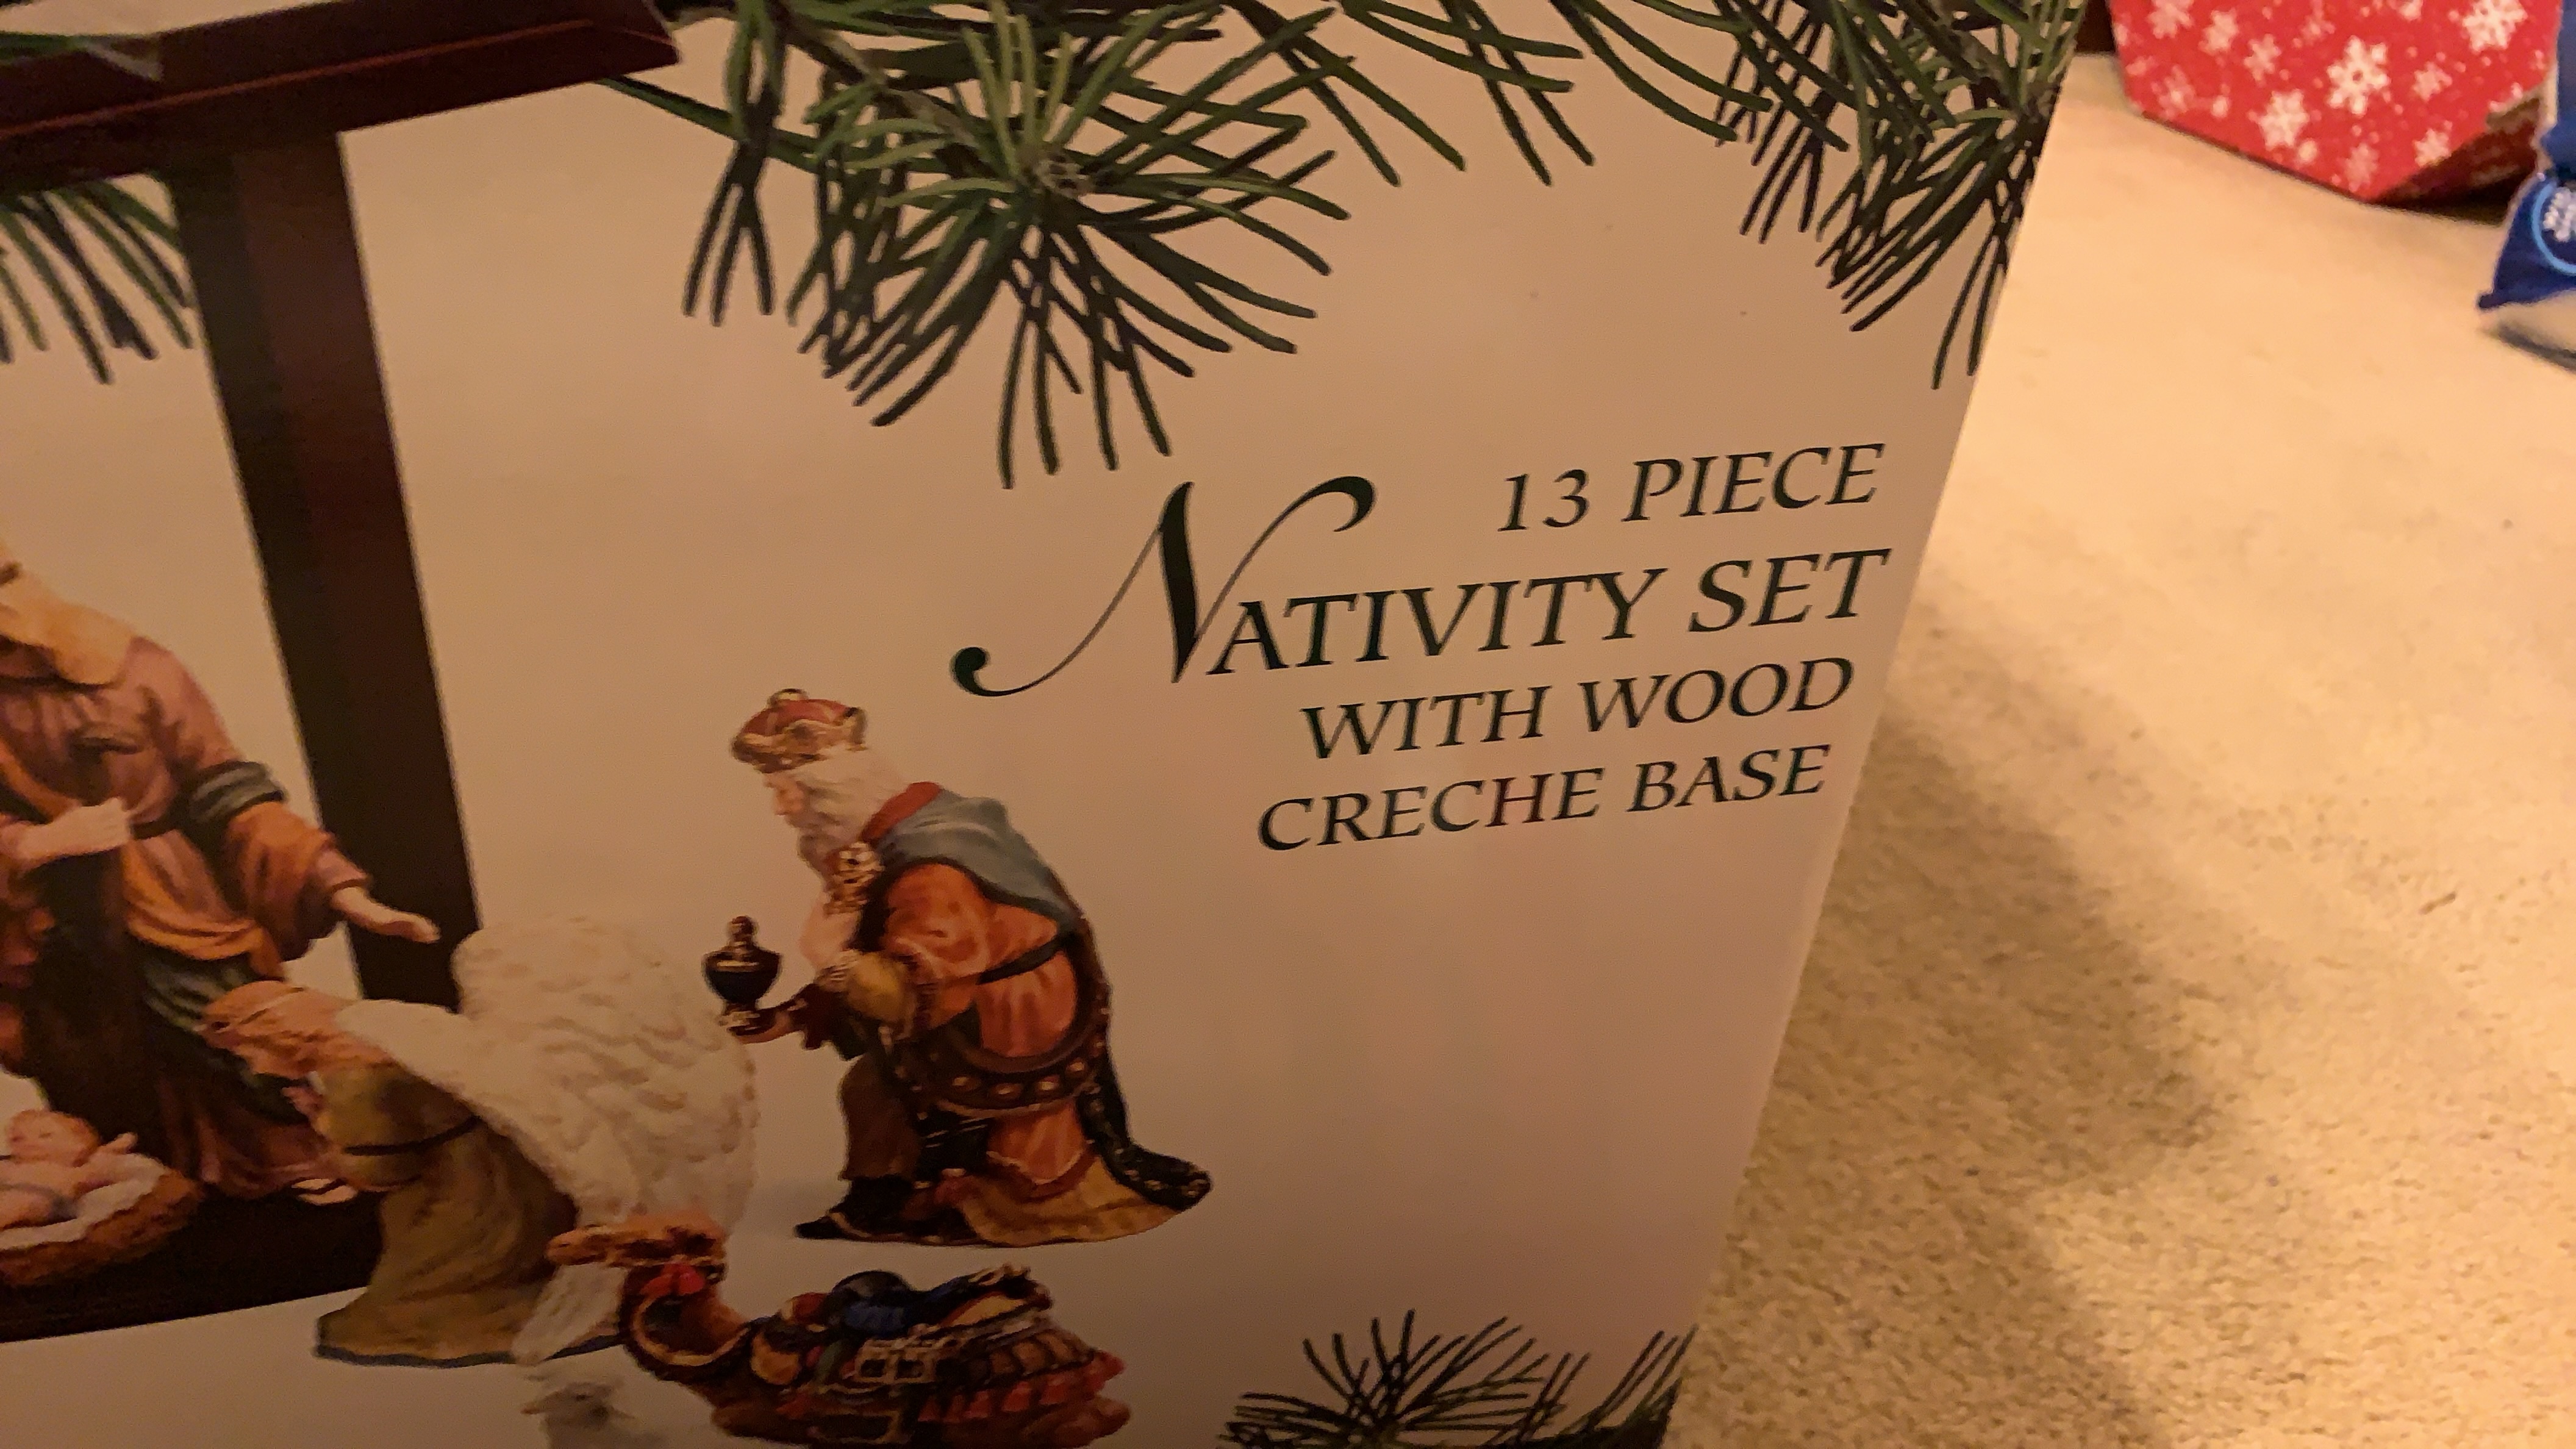 13 PIECE
NATIVITY SET
WITH WOOD
CRECHE BASE